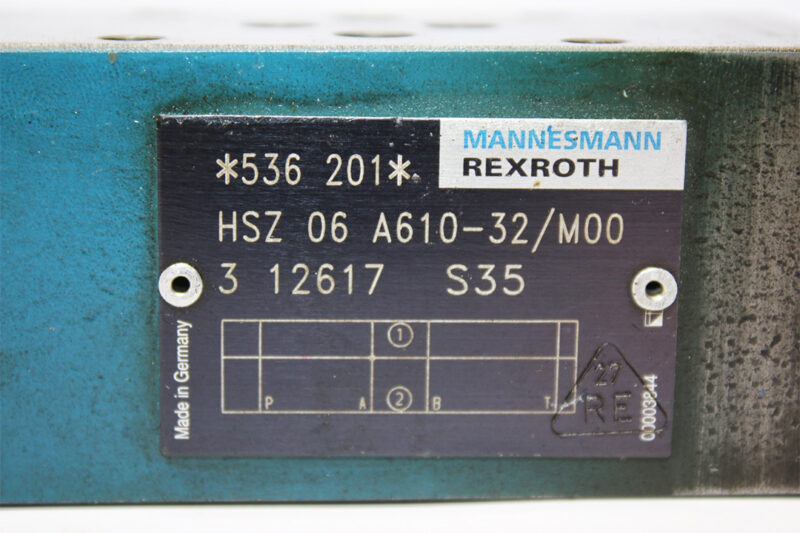 MANNESMANN
REXROTH
*536 201*
HSZ 06 A610-32/M00
3 12617 S35
Made in Germany
1
P A 2 B T
27
RE
00003844